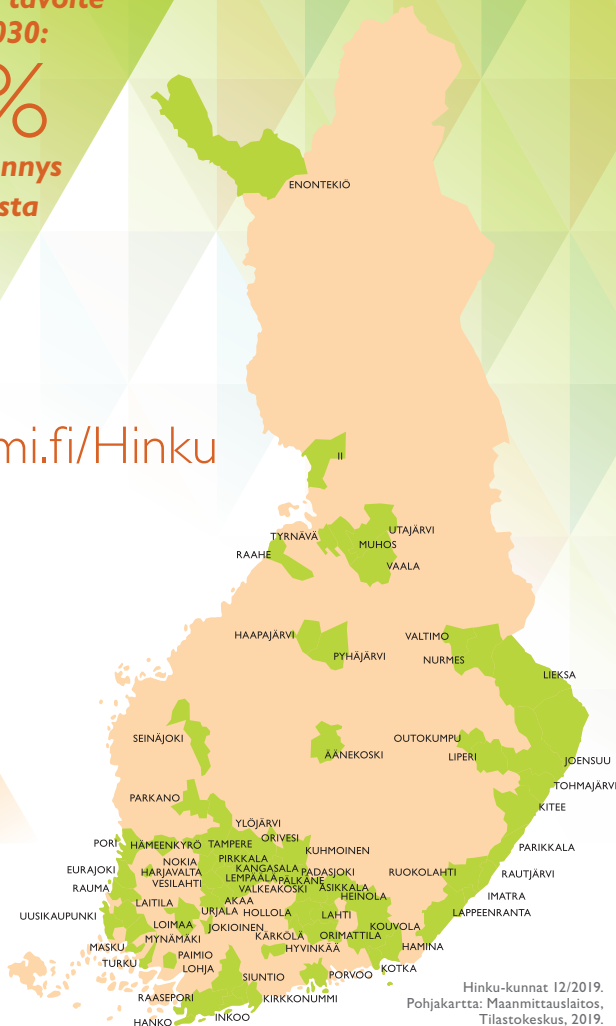 tavoite
030:
%
nnys
sta
mi.fi/Hinku
ENONTEKIÖ
II
UTAJÄRVI
TYRNÄVÄ
MUHOS
RAAHE
VAALA
HAAPAJÄRVI
VALTIMO
PYHÄJÄRVI
NURMES
LIEKSA
SEINÄJOKI
OUTOKUMPU
ÄÄNEKOSKI
LIPERI
JOENSUU
TOHMAJÄRVI
PARKANO
KITEE
YLÖJÄRVI
ORIVESI
PORI
HÄMEENKYRÖ
TAMPERE
KUHMOINEN
PARIKKALA
NOKIA
PIRKKALA
EURAJOKI
HARJAVALTA
KANGASALA
PADASJOKI
RUOKOLAHTI
RAUTJÄRVI
RAUMA
VESILAHTI
LEMPÄÄLÄ
PÄLKÄNE
VALKEAKOSKI
ASIKKALA
HEINOLA
IMATRA
LAITILA
AKAA
UUSIKAUPUNKI
URJALA
HOLLOLA
LAHTI
LAPPEENRANTA
LOIMAA
JOKIOINEN
KOUVOLA
MYNÄMÄKI
KÄRKÖLÄ
ORIMATTILA
MASKU
PAIMIO
HYVINKÄÄ
HAMINA
TURKU
LOHJA
KOTKA
SIUNTIO
PORVOO
RAASEPORI
KIRKKONUMMI
INKOO
HANKO
Hinku-kunnat 12/2019.
Pohjakartta: Maanmittauslaitos,
Tilastokeskus, 2019.